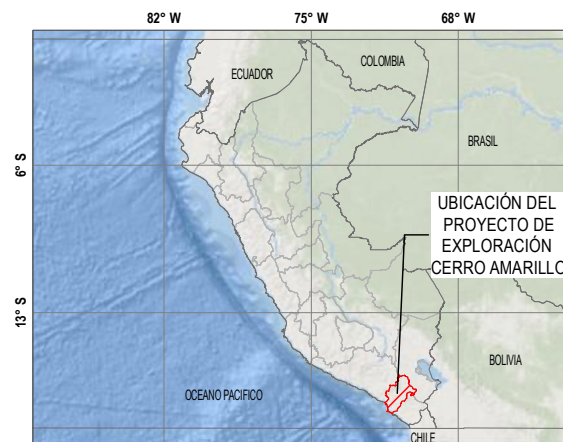 82° W
75° W
68° W
ECUADOR
COLOMBIA
BRASIL
6° S
UBICACIÓN DEL
PROYECTO DE
EXPLORACIÓN
CERRO AMARILLO
13° S
BOLIVIA
OCEANO PACIFICO
CHILE